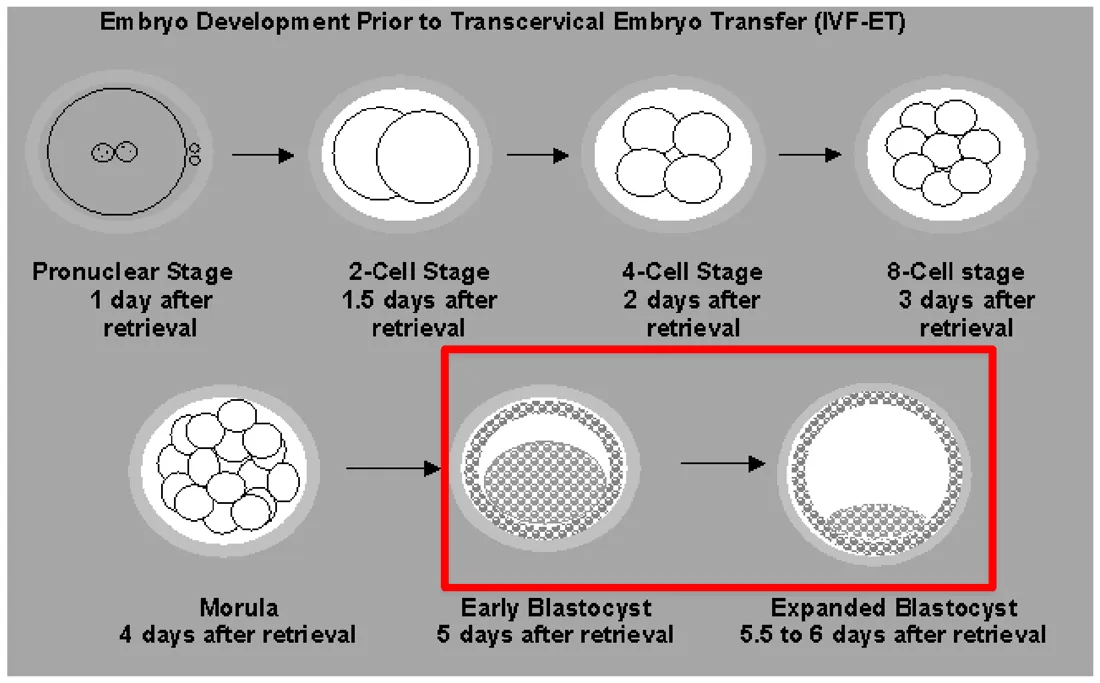 Embryo Development Prior to Transcervical Embryo Transfer (IVF-ET)
Pronuclear Stage
1 day after
retrieval
2-Cell Stage
1.5 days after
retrieval
4-Cell Stage
2 days after
retrieval
8-Cell stage
3 days after
retrieval
Morula
4 days after retrieval
Early Blastocyst
5 days after retrieval
Expanded Blastocyst
5.5 to 6 days after retrieval